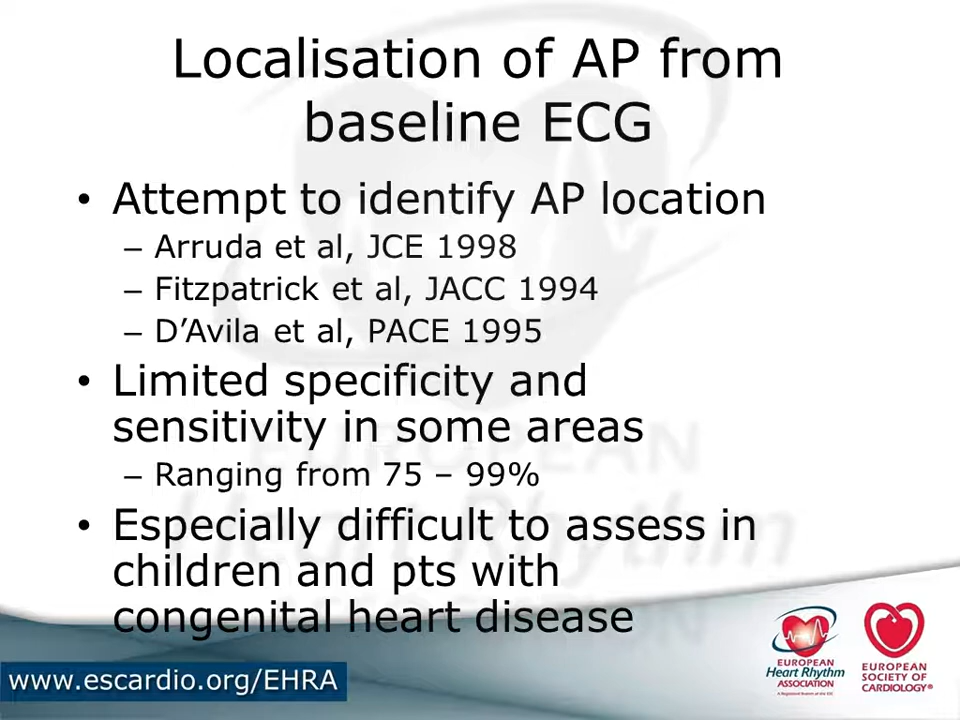 Localisation of AP from
baseline ECG
• Attempt to identify AP location
– Arruda et al, JCE 1998
– Fitzpatrick et al, JACC 1994
– D’Avila et al, PACE 1995
• Limited specificity and
sensitivity in some areas
– Ranging from 75 – 99%
• Especially difficult to assess in
children and pts with
congenital heart disease
www.escardio.org/EHRA
EUROPEAN
Heart Rhythm
ASSOCIATION
A Registered Branch of the ESC
EUROPEAN
SOCIETY OF
CARDIOLOGY®
EUROPEAN
Heart Rhythm